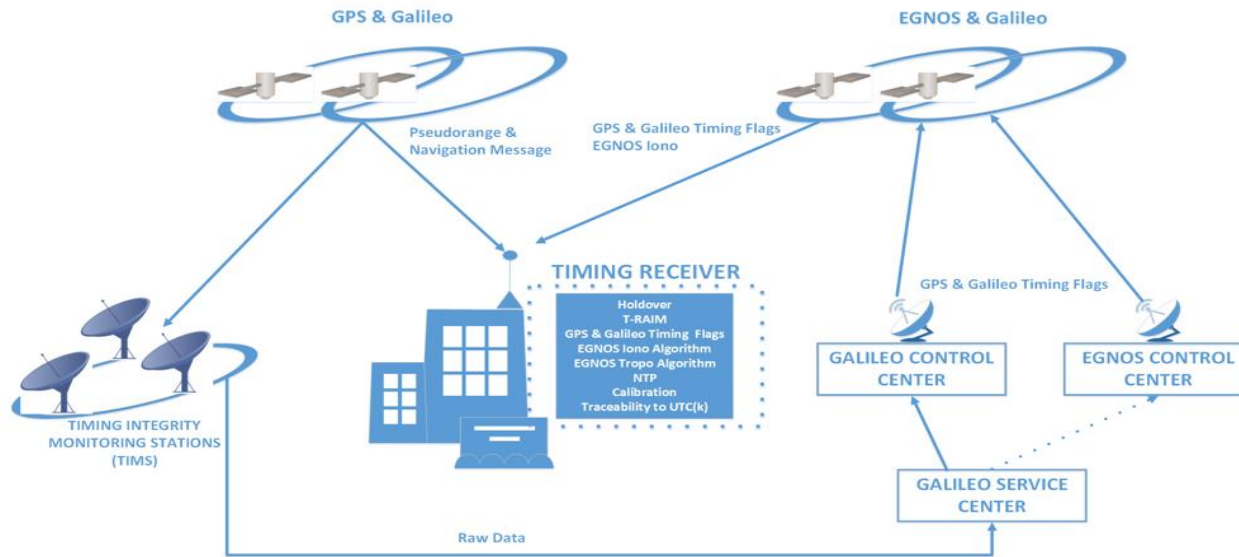 GPS & Galileo
EGNOS & Galileo
Pseudorange &
Navigation Message
GPS & Galileo Timing Flags
EGNOS Iono
TIMING RECEIVER
Holdover
T-RAIM
GPS & Galileo Timing Flags
EGNOS Iono Algorithm
EGNOS Tropo Algorithm
NTP
Calibration
Traceability to UTC(k)
GPS & Galileo Timing Flags
GALILEO CONTROL
CENTER
EGNOS CONTROL
CENTER
TIMING INTEGRITY
MONITORING STATIONS
(TIMS)
GALILEO SERVICE
CENTER
Raw Data